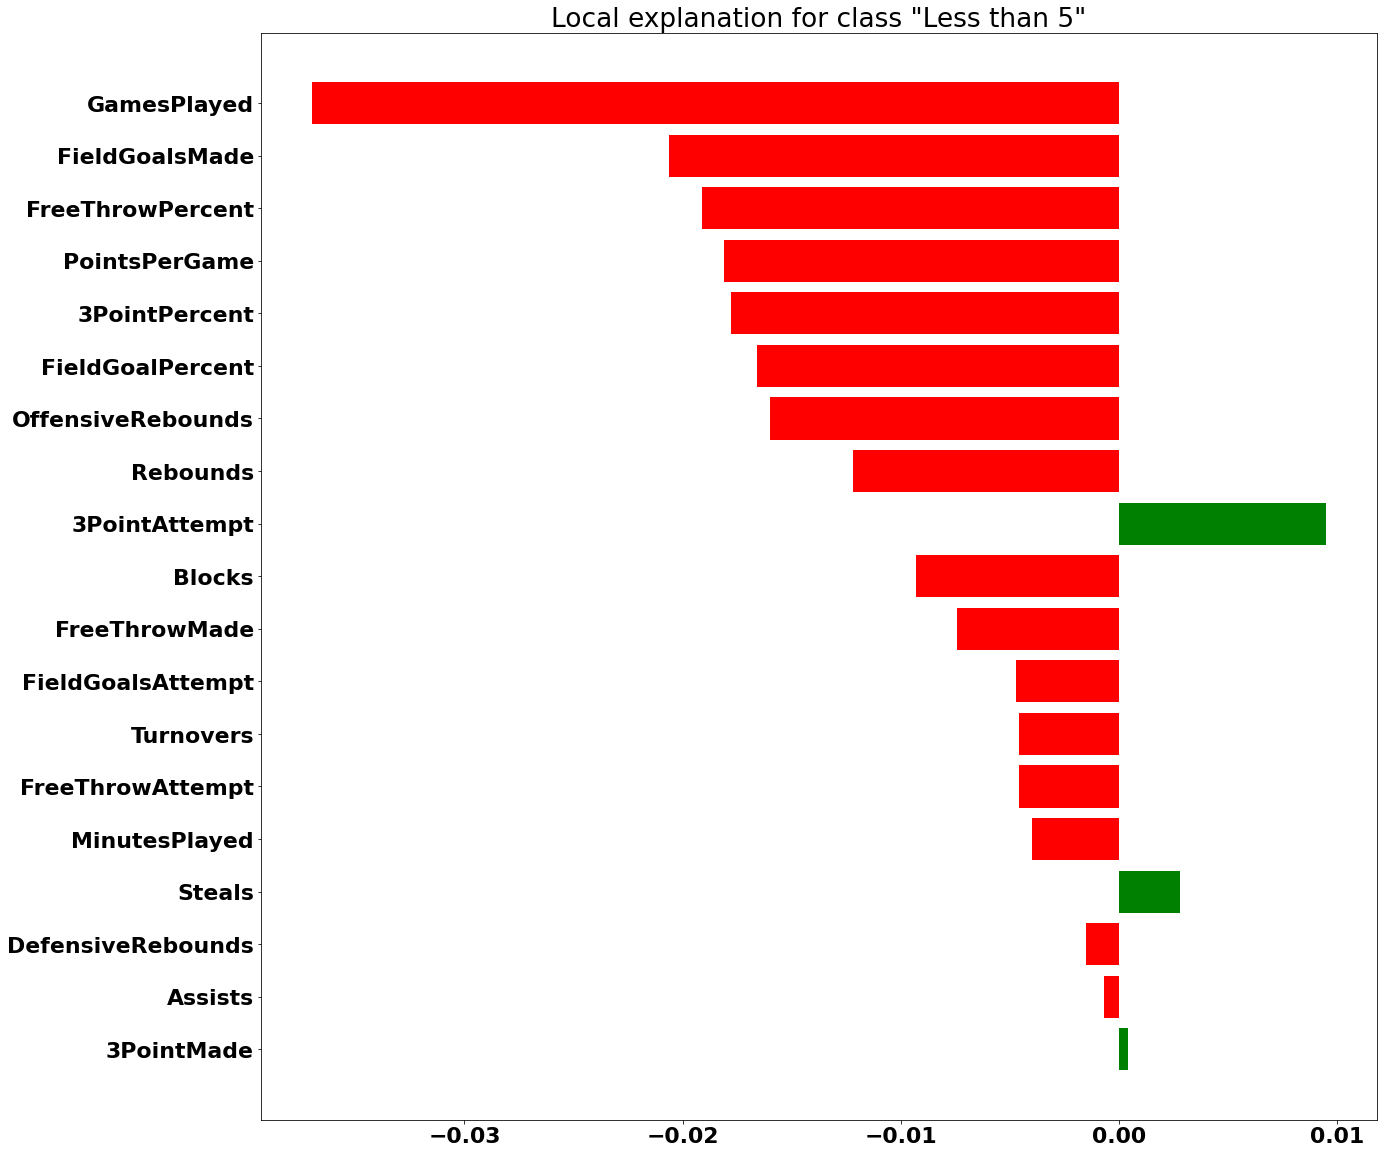 Local explanation for class "Less than 5"
GamesPlayed
FieldGoalsMade
FreeThrowPercent
PointsPerGame
3PointPercent
FieldGoalPercent
OffensiveRebounds
Rebounds
3PointAttempt
Blocks
FreeThrowMade
FieldGoalsAttempt
Turnovers
FreeThrowAttempt
MinutesPlayed
Steals
DefensiveRebounds
Assists
3PointMade
−0.03 −0.02 −0.01 0.00 0.01